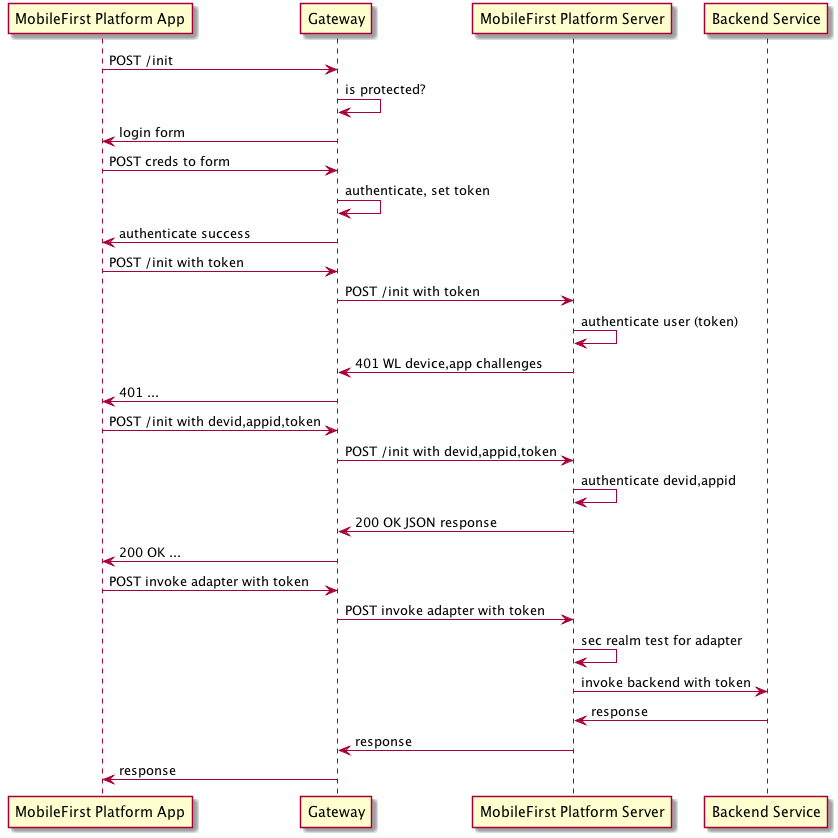 MobileFirst Platform App
Gateway
MobileFirst Platform Server
Backend Service
POST /init
is protected?
login form
POST creds to form
authenticate, set token
authenticate success
POST /init with token
POST /init with token
authenticate user (token)
401 WL device,app challenges
401 ...
POST /init with devid,appid,token
POST /init with devid,appid,token
authenticate devid,appid
200 OK JSON response
200 OK ...
POST invoke adapter with token
POST invoke adapter with token
sec realm test for adapter
invoke backend with token
response
response
response
MobileFirst Platform App
Gateway
MobileFirst Platform Server
Backend Service